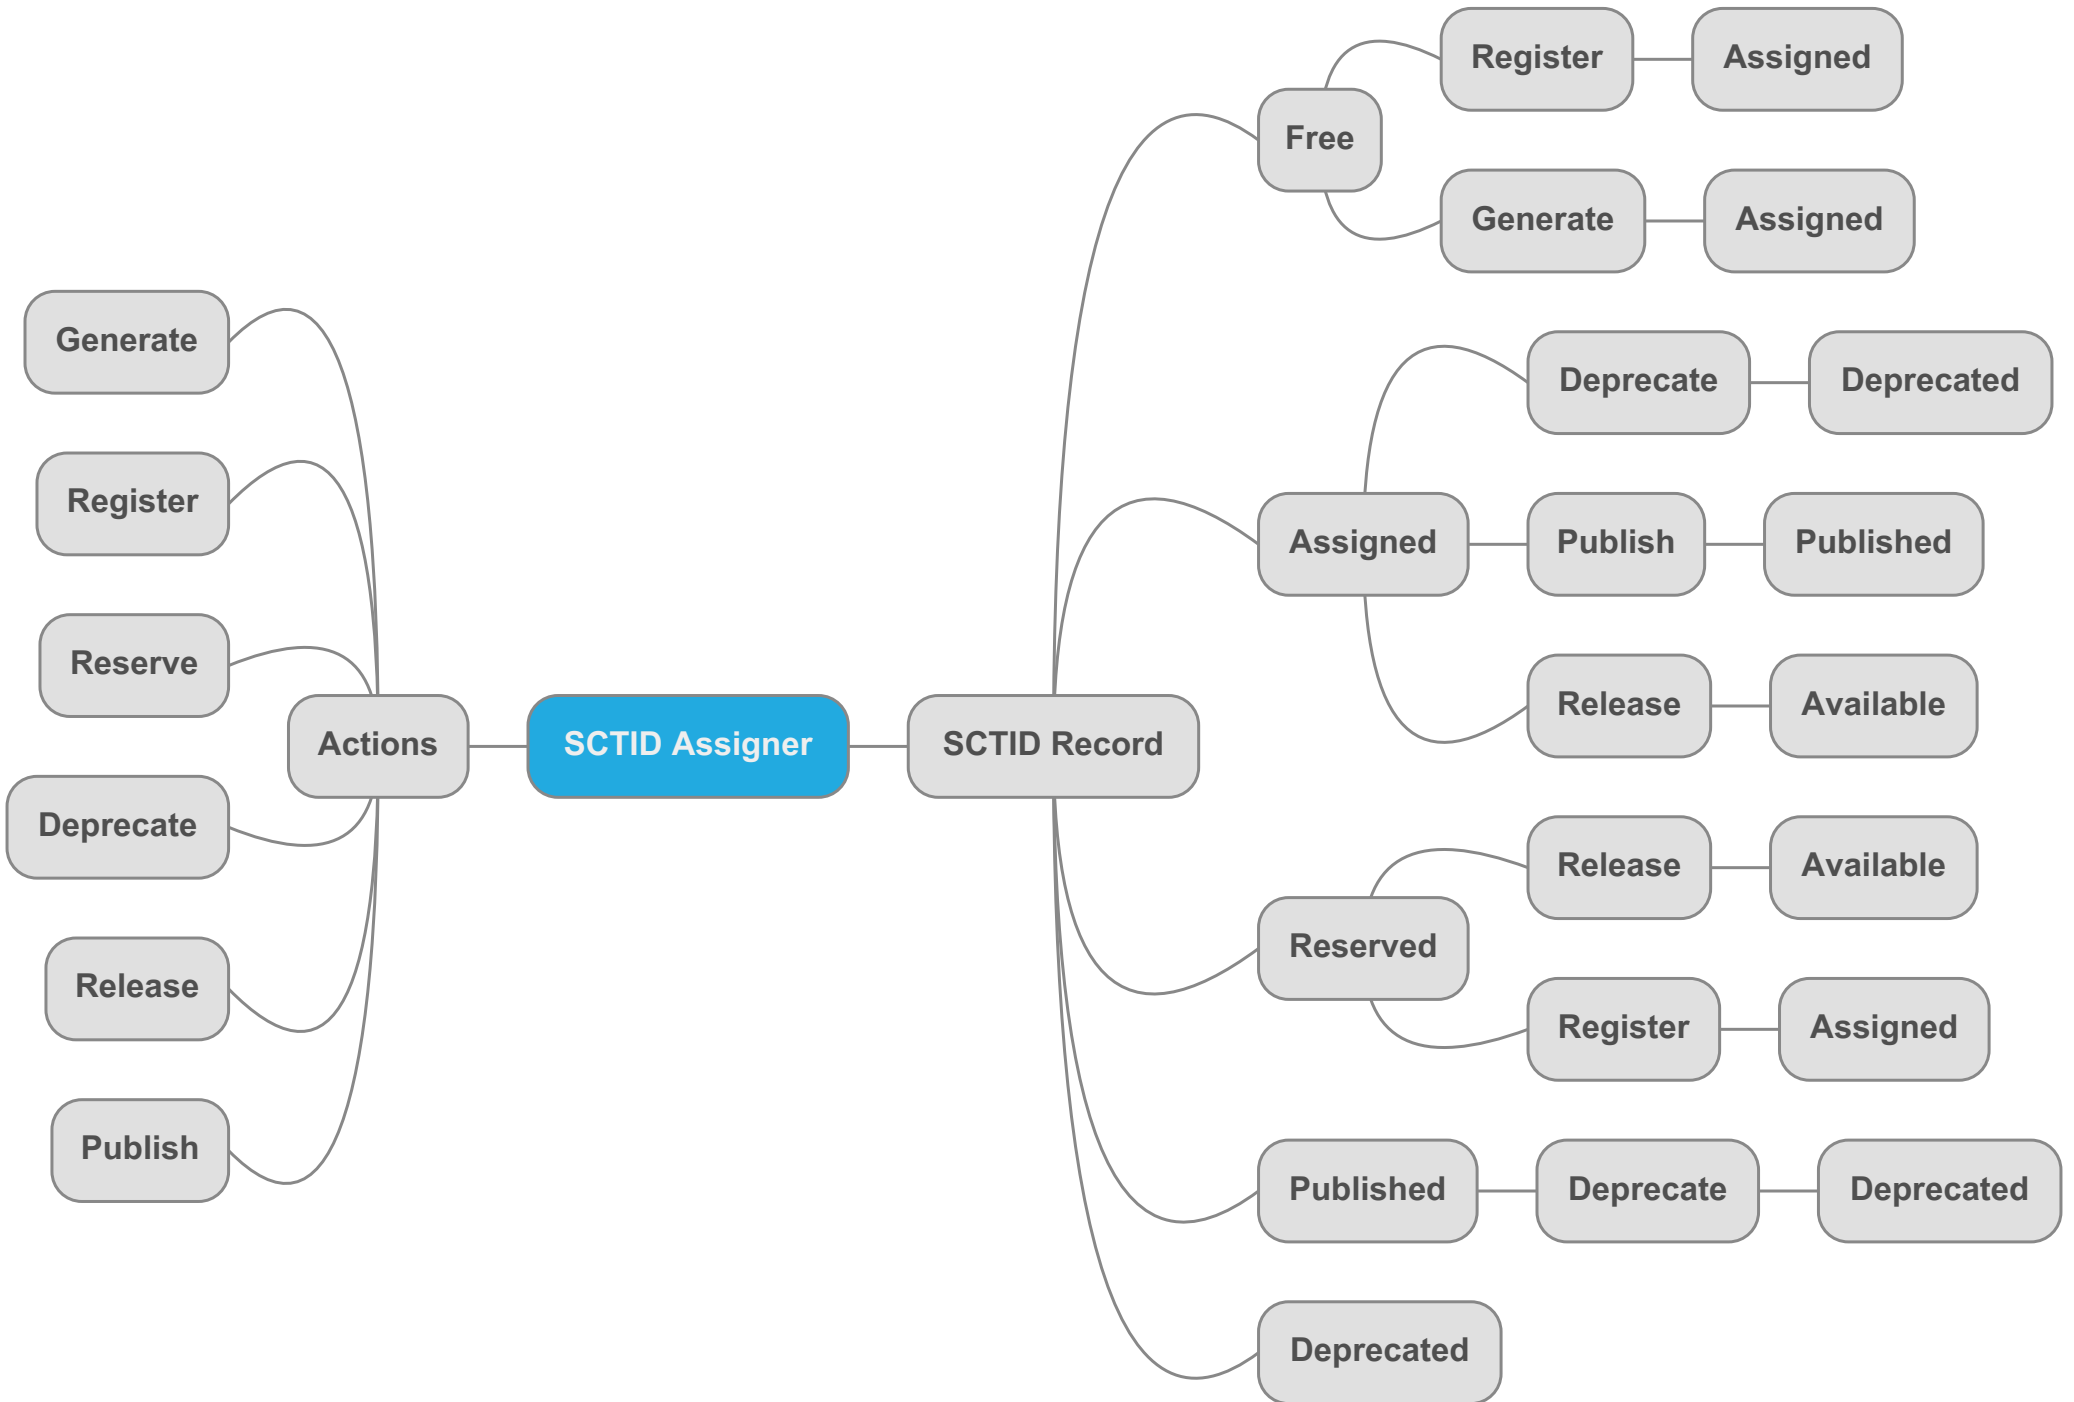 Generate
Register
Reserve
Deprecate
Release
Publish
Actions
SCTID Assigner
SCTID Record
Free
Register
Assigned
Generate
Assigned
Assigned
Deprecate
Deprecated
Publish
Published
Release
Available
Reserved
Release
Available
Register
Assigned
Published
Deprecate
Deprecated
Deprecated